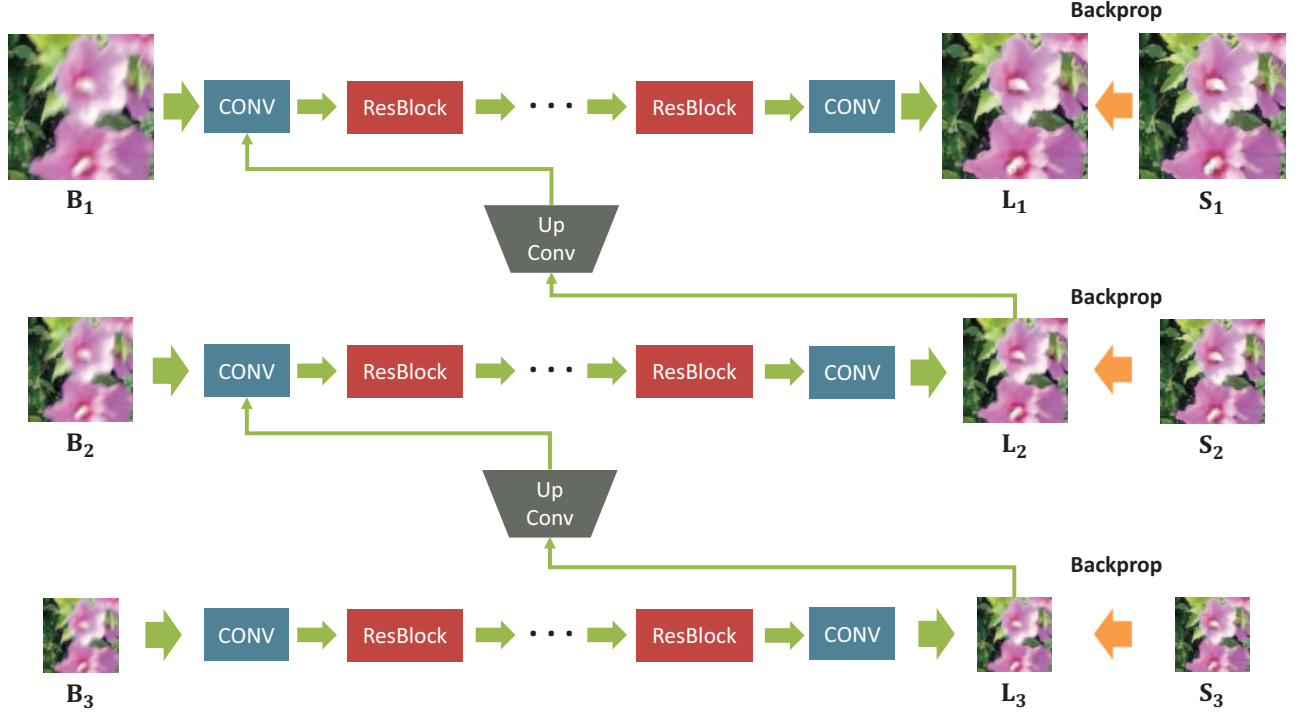 Backprop
CONV
ResBlock
. . .
ResBlock
CONV
B₁
L₁
S₁
Up
Conv
Backprop
CONV
ResBlock
. . .
ResBlock
CONV
B₂
L₂
S₂
Up
Conv
Backprop
CONV
ResBlock
. . .
ResBlock
CONV
B₃
L₃
S₃